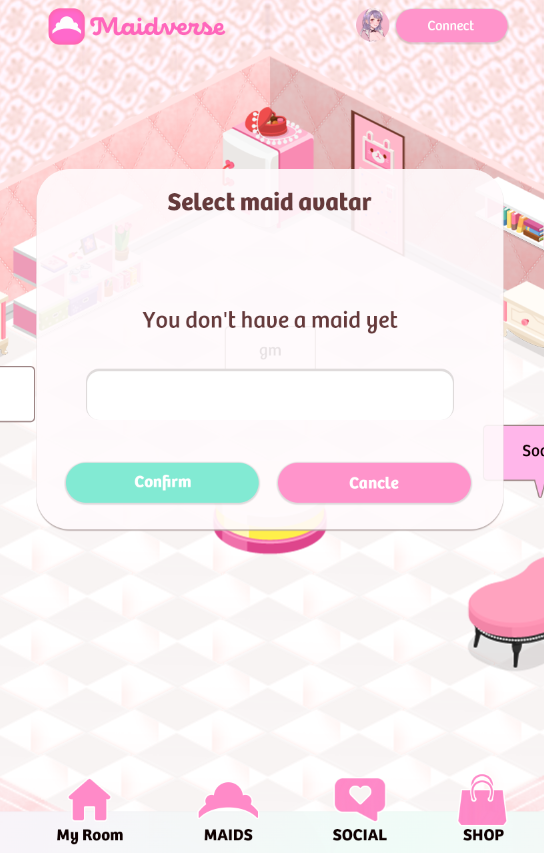 Maidverse
Connect
Select maid avatar
You don't have a maid yet
gm
Soc
Confirm
Cancle
My Room
MAIDS
SOCIAL
SHOP